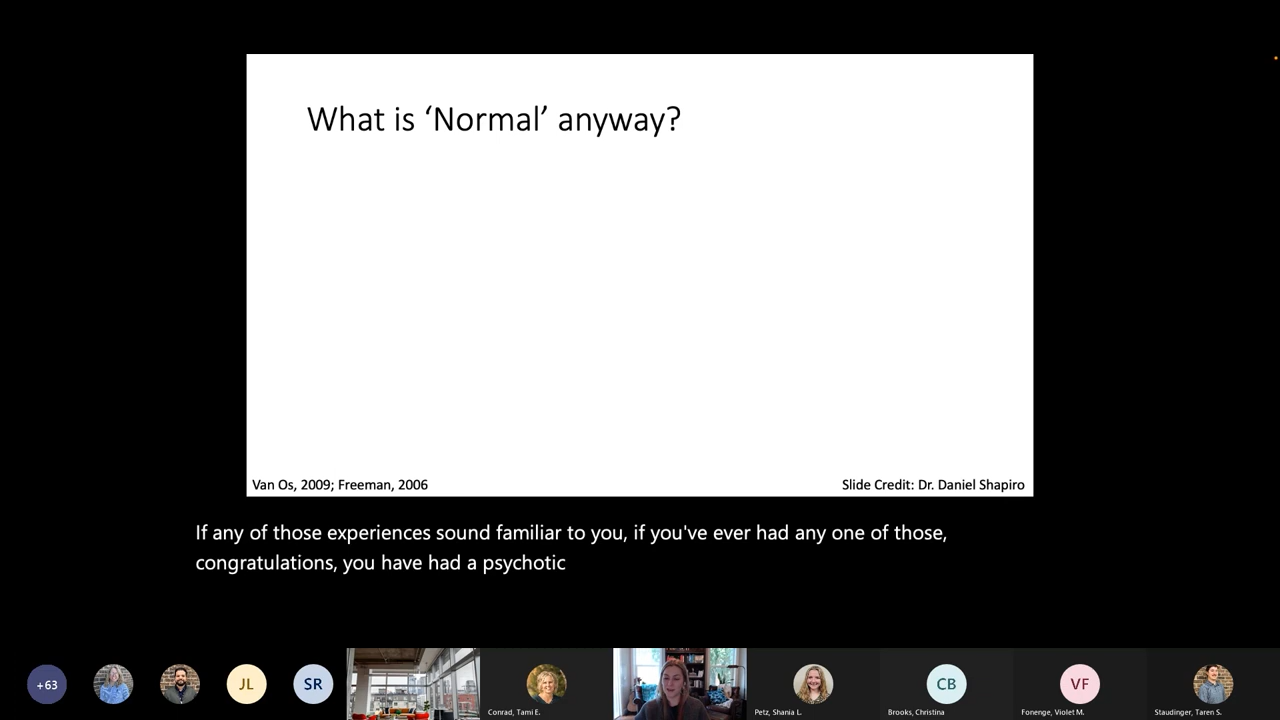 What is ‘Normal’ anyway?
Van Os, 2009; Freeman, 2006
Slide Credit: Dr. Daniel Shapiro
If any of those experiences sound familiar to you, if you've ever had any one of those,
congratulations, you have had a psychotic
+63
JL
SR
Conrad, Tami E.
Petz, Shania L.
CB
Brooks, Christina
VF
Fonenge, Violet M.
Staudinger, Taren S.